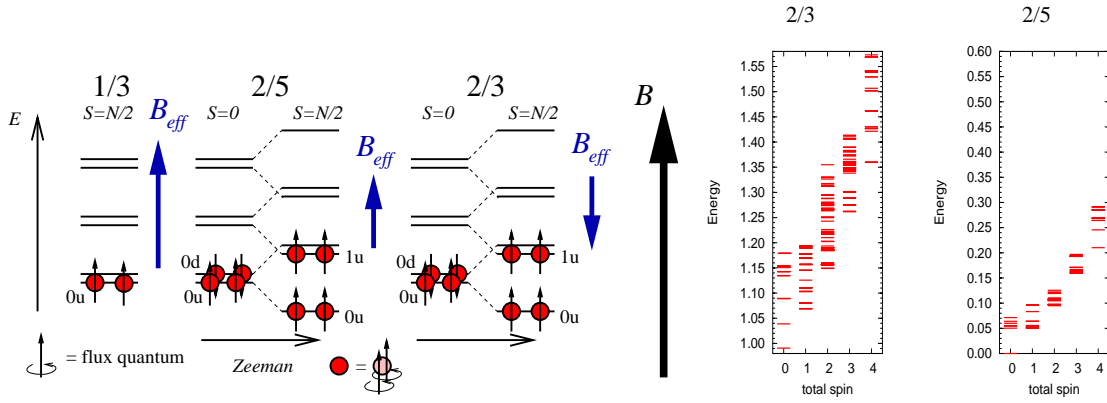 2/3
2/5
1/3
2/5
2/3
S=N/2
S=0
S=N/2
S=0
S=N/2
E
B_eff
B_eff
B_eff
B
0d
0u
0u
1u
0u
0d
0u
1u
0u
= flux quantum
Zeeman
=
Energy
1.55
1.50
1.45
1.40
1.35
1.30
1.25
1.20
1.15
1.10
1.05
1.00
0 1 2 3 4
total spin
Energy
0.60
0.55
0.50
0.45
0.40
0.35
0.30
0.25
0.20
0.15
0.10
0.05
0.00
0 1 2 3 4
total spin